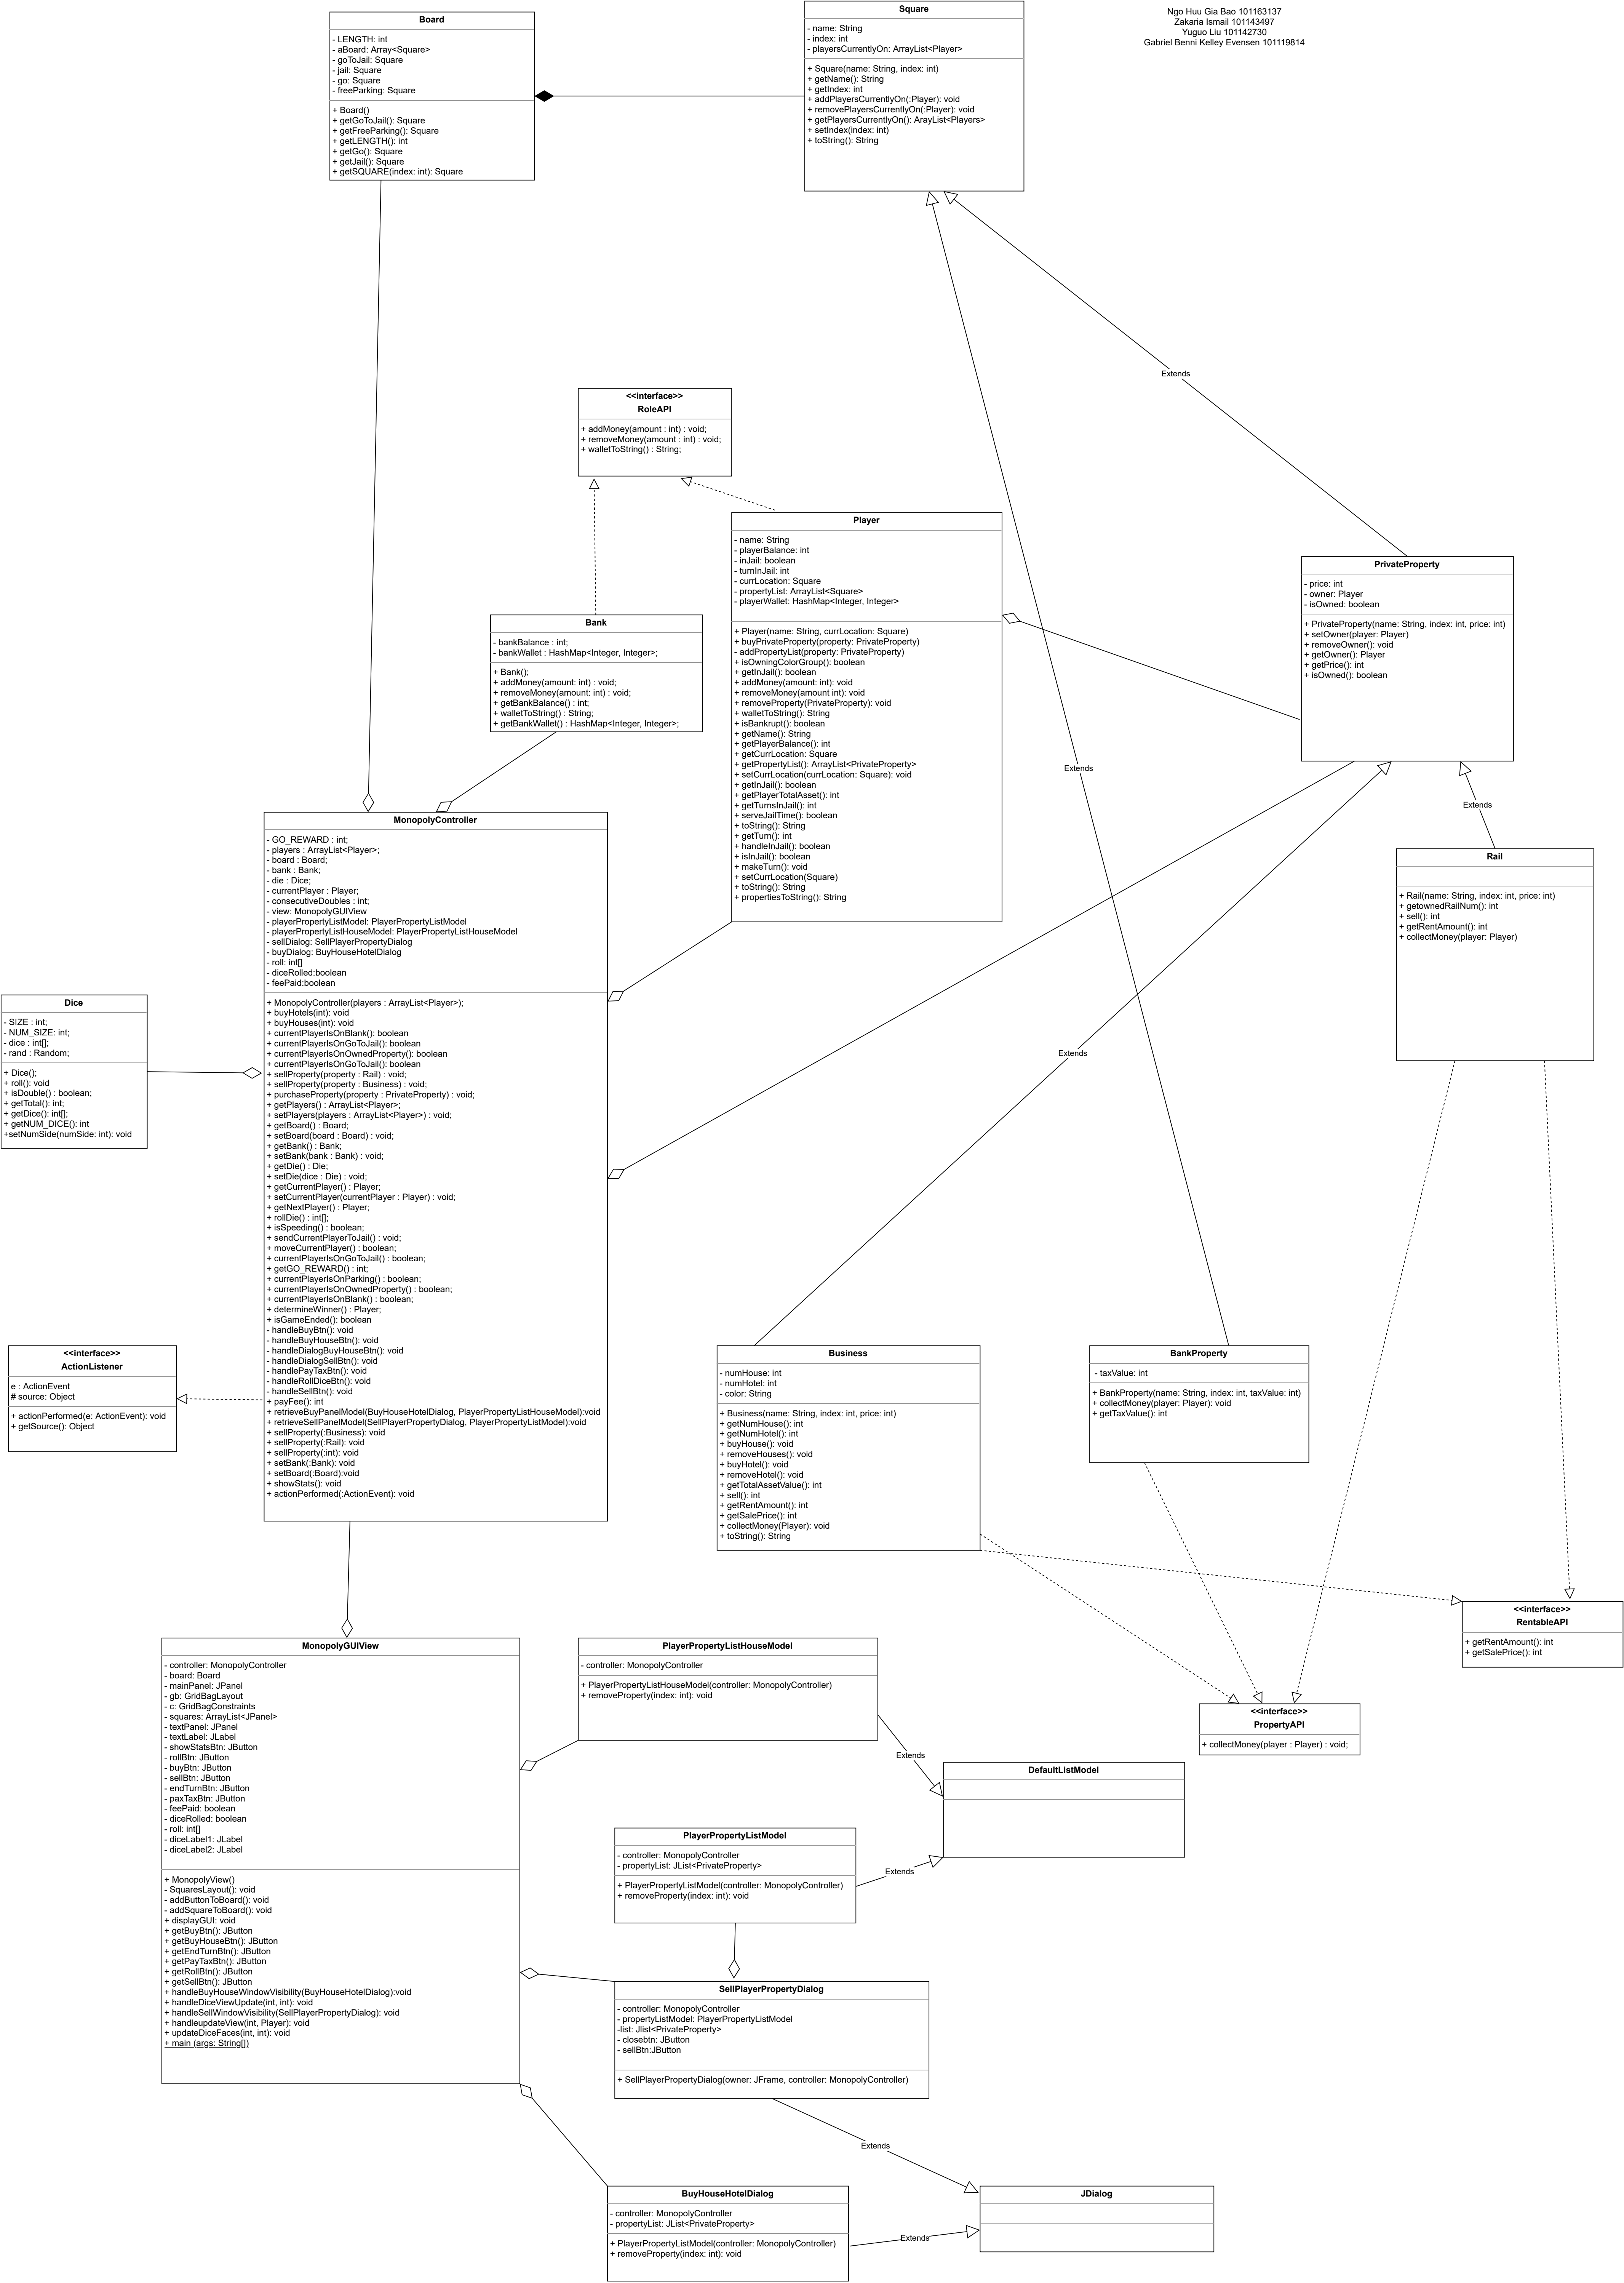 Ngo Huu Gia Bao 101163137
Zakaria Ismail 101143497
Yuguo Liu 101142730
Gabriel Benni Kelley Evensen 101119814
Board
- LENGTH: int
- aBoard: Array<Square>
- goToJail: Square
- jail: Square
- go: Square
- freeParking: Square
+ Board()
+ getGoToJail(): Square
+ getFreeParking(): Square
+ getLENGTH(): int
+ getGo(): Square
+ getJail(): Square
+ getSQUARE(index: int): Square
Square
- name: String
- index: int
- playersCurrentlyOn: ArrayList<Player>
+ Square(name: String, index: int)
+ getName(): String
+ getIndex: int
+ addPlayersCurrentlyOn(:Player): void
+ removePlayersCurrentlyOn(:Player): void
+ getPlayersCurrentlyOn(): ArayList<Players>
+ setIndex(index: int)
+ toString(): String
Extends
<<interface>>
RoleAPI
+ addMoney(amount : int) : void;
+ removeMoney(amount : int) : void;
+ walletToString() : String;
Player
- name: String
- playerBalance: int
- inJail: boolean
- turnInJail: int
- currLocation: Square
- propertyList: ArrayList<Square>
- playerWallet: HashMap<Integer, Integer>
+ Player(name: String, currLocation: Square)
+ buyPrivateProperty(property: PrivateProperty)
- addPropertyList(property: PrivateProperty)
+ isOwningColorGroup(): boolean
+ getInJail(): boolean
+ addMoney(amount: int): void
+ removeMoney(amount int): void
+ removeProperty(PrivateProperty): void
+ walletToString(): String
+ isBankrupt(): boolean
+ getName(): String
+ getPlayerBalance(): int
+ getCurrLocation: Square
+ getPropertyList(): ArrayList<PrivateProperty>
+ setCurrLocation(currLocation: Square): void
+ getInJail(): boolean
+ getPlayerTotalAsset(): int
+ getTurnsInJail(): int
+ serveJailTime(): boolean
+ toString(): String
+ getTurn(): int
+ handleInJail(): boolean
+ isInJail(): boolean
+ makeTurn(): void
+ setCurrLocation(Square)
+ toString(): String
+ propertiesToString(): String
PrivateProperty
- price: int
- owner: Player
- isOwned: boolean
+ PrivateProperty(name: String, index: int, price: int)
+ setOwner(player: Player)
+ removeOwner(): void
+ getOwner(): Player
+ getPrice(): int
+ isOwned(): boolean
Bank
- bankBalance : int;
- bankWallet : HashMap<Integer, Integer>;
+ Bank();
+ addMoney(amount: int) : void;
+ removeMoney(amount: int) : void;
+ getBankBalance() : int;
+ walletToString() : String;
+ getBankWallet() : HashMap<Integer, Integer>;
Extends
Extends
MonopolyController
- GO_REWARD : int;
- players : ArrayList<Player>;
- board : Board;
- bank : Bank;
- die : Dice;
- currentPlayer : Player;
- consecutiveDoubles : int;
- view: MonopolyGUIView
- playerPropertyListModel: PlayerPropertyListModel
- playerPropertyListHouseModel: PlayerPropertyListHouseModel
- sellDialog: SellPlayerPropertyDialog
- buyDialog: BuyHouseHotelDialog
- roll: int[]
- diceRolled:boolean
- feePaid:boolean
+ MonopolyController(players : ArrayList<Player>);
+ buyHotels(int): void
+ buyHouses(int): void
+ currentPlayerIsOnBlank(): boolean
+ currentPlayerIsOnGoToJail(): boolean
+ currentPlayerIsOnOwnedProperty(): boolean
+ currentPlayerIsOnGoToJail(): boolean
+ sellProperty(property : Rail) : void;
+ sellProperty(property : Business) : void;
+ purchaseProperty(property : PrivateProperty) : void;
+ getPlayers() : ArrayList<Player>;
+ setPlayers(players : ArrayList<Player>) : void;
+ getBoard() : Board;
+ setBoard(board : Board) : void;
+ getBank() : Bank;
+ setBank(bank : Bank) : void;
+ getDie() : Die;
+ setDie(dice : Die) : void;
+ getCurrentPlayer() : Player;
+ setCurrentPlayer(currentPlayer : Player) : void;
+ getNextPlayer() : Player;
+ rollDie() : int[];
+ isSpeeding() : boolean;
+ sendCurrentPlayerToJail() : void;
+ moveCurrentPlayer() : boolean;
+ currentPlayerIsOnGoToJail() : boolean;
+ getGO_REWARD() : int;
+ currentPlayerIsOnParking() : boolean;
+ currentPlayerIsOnOwnedProperty() : boolean;
+ currentPlayerIsOnBlank() : boolean;
+ determineWinner() : Player;
+ isGameEnded(): boolean
- handleBuyBtn(): void
- handleBuyHouseBtn(): void
- handleDialogBuyHouseBtn(): void
- handleDialogSellBtn(): void
- handlePayTaxBtn(): void
- handleRollDiceBtn(): void
- handleSellBtn(): void
+ payFee(): int
+ retrieveBuyPanelModel(BuyHouseHotelDialog, PlayerPropertyListHouseModel):void
+ retrieveSellPanelModel(SellPlayerPropertyDialog, PlayerPropertyListModel):void
+ sellProperty(:Business): void
+ sellProperty(:Rail): void
+ sellProperty(:int): void
+ setBank(:Bank): void
+ setBoard(:Board):void
+ showStats(): void
+ actionPerformed(:ActionEvent): void
Rail
+ Rail(name: String, index: int, price: int)
+ getownedRailNum(): int
+ sell(): int
+ getRentAmount(): int
+ collectMoney(player: Player)
Dice
- SIZE : int;
- NUM_SIZE: int;
- dice : int[];
- rand : Random;
+ Dice();
+ roll(): void
+ isDouble() : boolean;
+ getTotal(): int;
+ getDice(): int[];
+ getNUM_DICE(): int
+setNumSide(numSide: int): void
Extends
<<interface>>
ActionListener
e : ActionEvent
# source: Object
+ actionPerformed(e: ActionEvent): void
+ getSource(): Object
Business
- numHouse: int
- numHotel: int
- color: String
+ Business(name: String, index: int, price: int)
+ getNumHouse(): int
+ getNumHotel(): int
+ buyHouse(): void
+ removeHouses(): void
+ buyHotel(): void
+ removeHotel(): void
+ getTotalAssetValue(): int
+ sell(): int
+ getRentAmount(): int
+ getSalePrice(): int
+ collectMoney(Player): void
+ toString(): String
BankProperty
- taxValue: int
+ BankProperty(name: String, index: int, taxValue: int)
+ collectMoney(player: Player): void
+ getTaxValue(): int
<<interface>>
RentableAPI
+ getRentAmount(): int
+ getSalePrice(): int
MonopolyGUIView
- controller: MonopolyController
- board: Board
- mainPanel: JPanel
- gb: GridBagLayout
- c: GridBagConstraints
- squares: ArrayList<JPanel>
- textPanel: JPanel
- textLabel: JLabel
- showStatsBtn: JButton
- rollBtn: JButton
- buyBtn: JButton
- sellBtn: JButton
- endTurnBtn: JButton
- paxTaxBtn: JButton
- feePaid: boolean
- diceRolled: boolean
- roll: int[]
- diceLabel1: JLabel
- diceLabel2: JLabel
+ MonopolyView()
- SquaresLayout(): void
- addButtonToBoard(): void
- addSquareToBoard(): void
+ displayGUI: void
+ getBuyBtn(): JButton
+ getBuyHouseBtn(): JButton
+ getEndTurnBtn(): JButton
+ getPayTaxBtn(): JButton
+ getRollBtn(): JButton
+ getSellBtn(): JButton
+ handleBuyHouseWindowVisibility(BuyHouseHotelDialog):void
+ handleDiceViewUpdate(int, int): void
+ handleSellWindowVisibility(SellPlayerPropertyDialog): void
+ handleupdateView(int, Player): void
+ updateDiceFaces(int, int): void
+ main (args: String[])
PlayerPropertyListHouseModel
- controller: MonopolyController
+ PlayerPropertyListHouseModel(controller: MonopolyController)
+ removeProperty(index: int): void
<<interface>>
PropertyAPI
+ collectMoney(player : Player) : void;
Extends
DefaultListModel
PlayerPropertyListModel
- controller: MonopolyController
- propertyList: JList<PrivateProperty>
+ PlayerPropertyListModel(controller: MonopolyController)
+ removeProperty(index: int): void
Extends
SellPlayerPropertyDialog
- controller: MonopolyController
- propertyListModel: PlayerPropertyListModel
-list: Jlist<PrivateProperty>
- closebtn: JButton
- sellBtn:JButton
+ SellPlayerPropertyDialog(owner: JFrame, controller: MonopolyController)
Extends
BuyHouseHotelDialog
- controller: MonopolyController
- propertyList: JList<PrivateProperty>
+ PlayerPropertyListModel(controller: MonopolyController)
+ removeProperty(index: int): void
Extends
JDialog